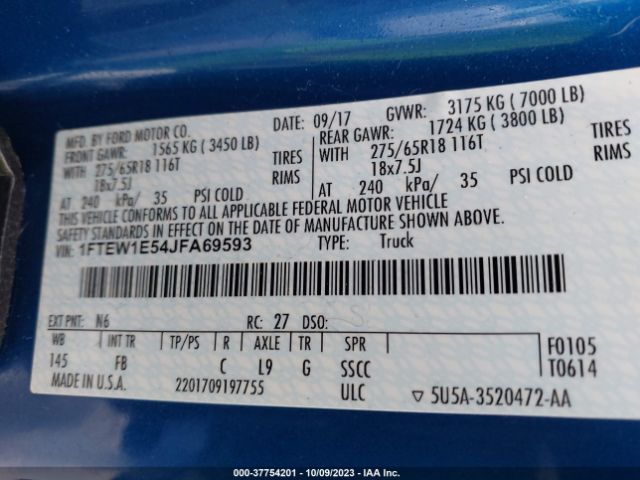 MFD. BY FORD MOTOR CO.
DATE: 09/17 GVWR: 3175 KG ( 7000 LB)
FRONT GAWR: 1565 KG ( 3450 LB)
REAR GAWR: 1724 KG ( 3800 LB)
WITH 275/65R18 116T TIRES
WITH 275/65R18 116T TIRES
18x7.5J RIMS
18x7.5J RIMS
AT 240 kPa/ 35 PSI COLD
AT 240 kPa/ 35 PSI COLD
THIS VEHICLE CONFORMS TO ALL APPLICABLE FEDERAL MOTOR VEHICLE
SAFETY STANDARDS IN EFFECT ON THE DATE OF MANUFACTURE SHOWN ABOVE.
VIN: 1FTEW1E54JFA69593
TYPE: Truck
EXT PNT: N6 RC: 27 DSO:
WB INT TR TP/PS R AXLE TR SPR
145 FB C L9 G SSCC
F0105
T0614
MADE IN U.S.A. 2201709197755 ULC ▽ 5U5A-3520472-AA
000-37754201 - 10/09/2023 - IAA Inc.